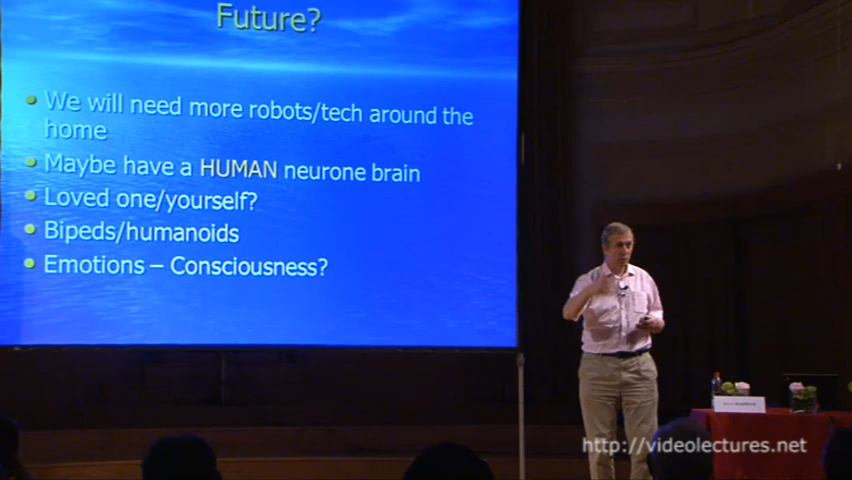 Future?
We will need more robots/tech around the
home
Maybe have a HUMAN neurone brain
Loved one/yourself?
Bipeds/humanoids
Emotions – Consciousness?
http://videolectures.net